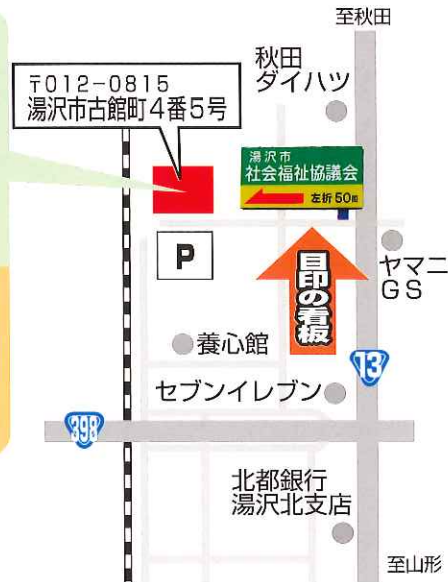 至秋田
秋田
ダイハツ
〒012-0815
湯沢市古館町4番5号
湯沢市
社会福祉協議会
左折50m
P
目印の看板
ヤマニ
GS
養心館
13
セブンイレブン
398
北都銀行
湯沢北支店
至山形